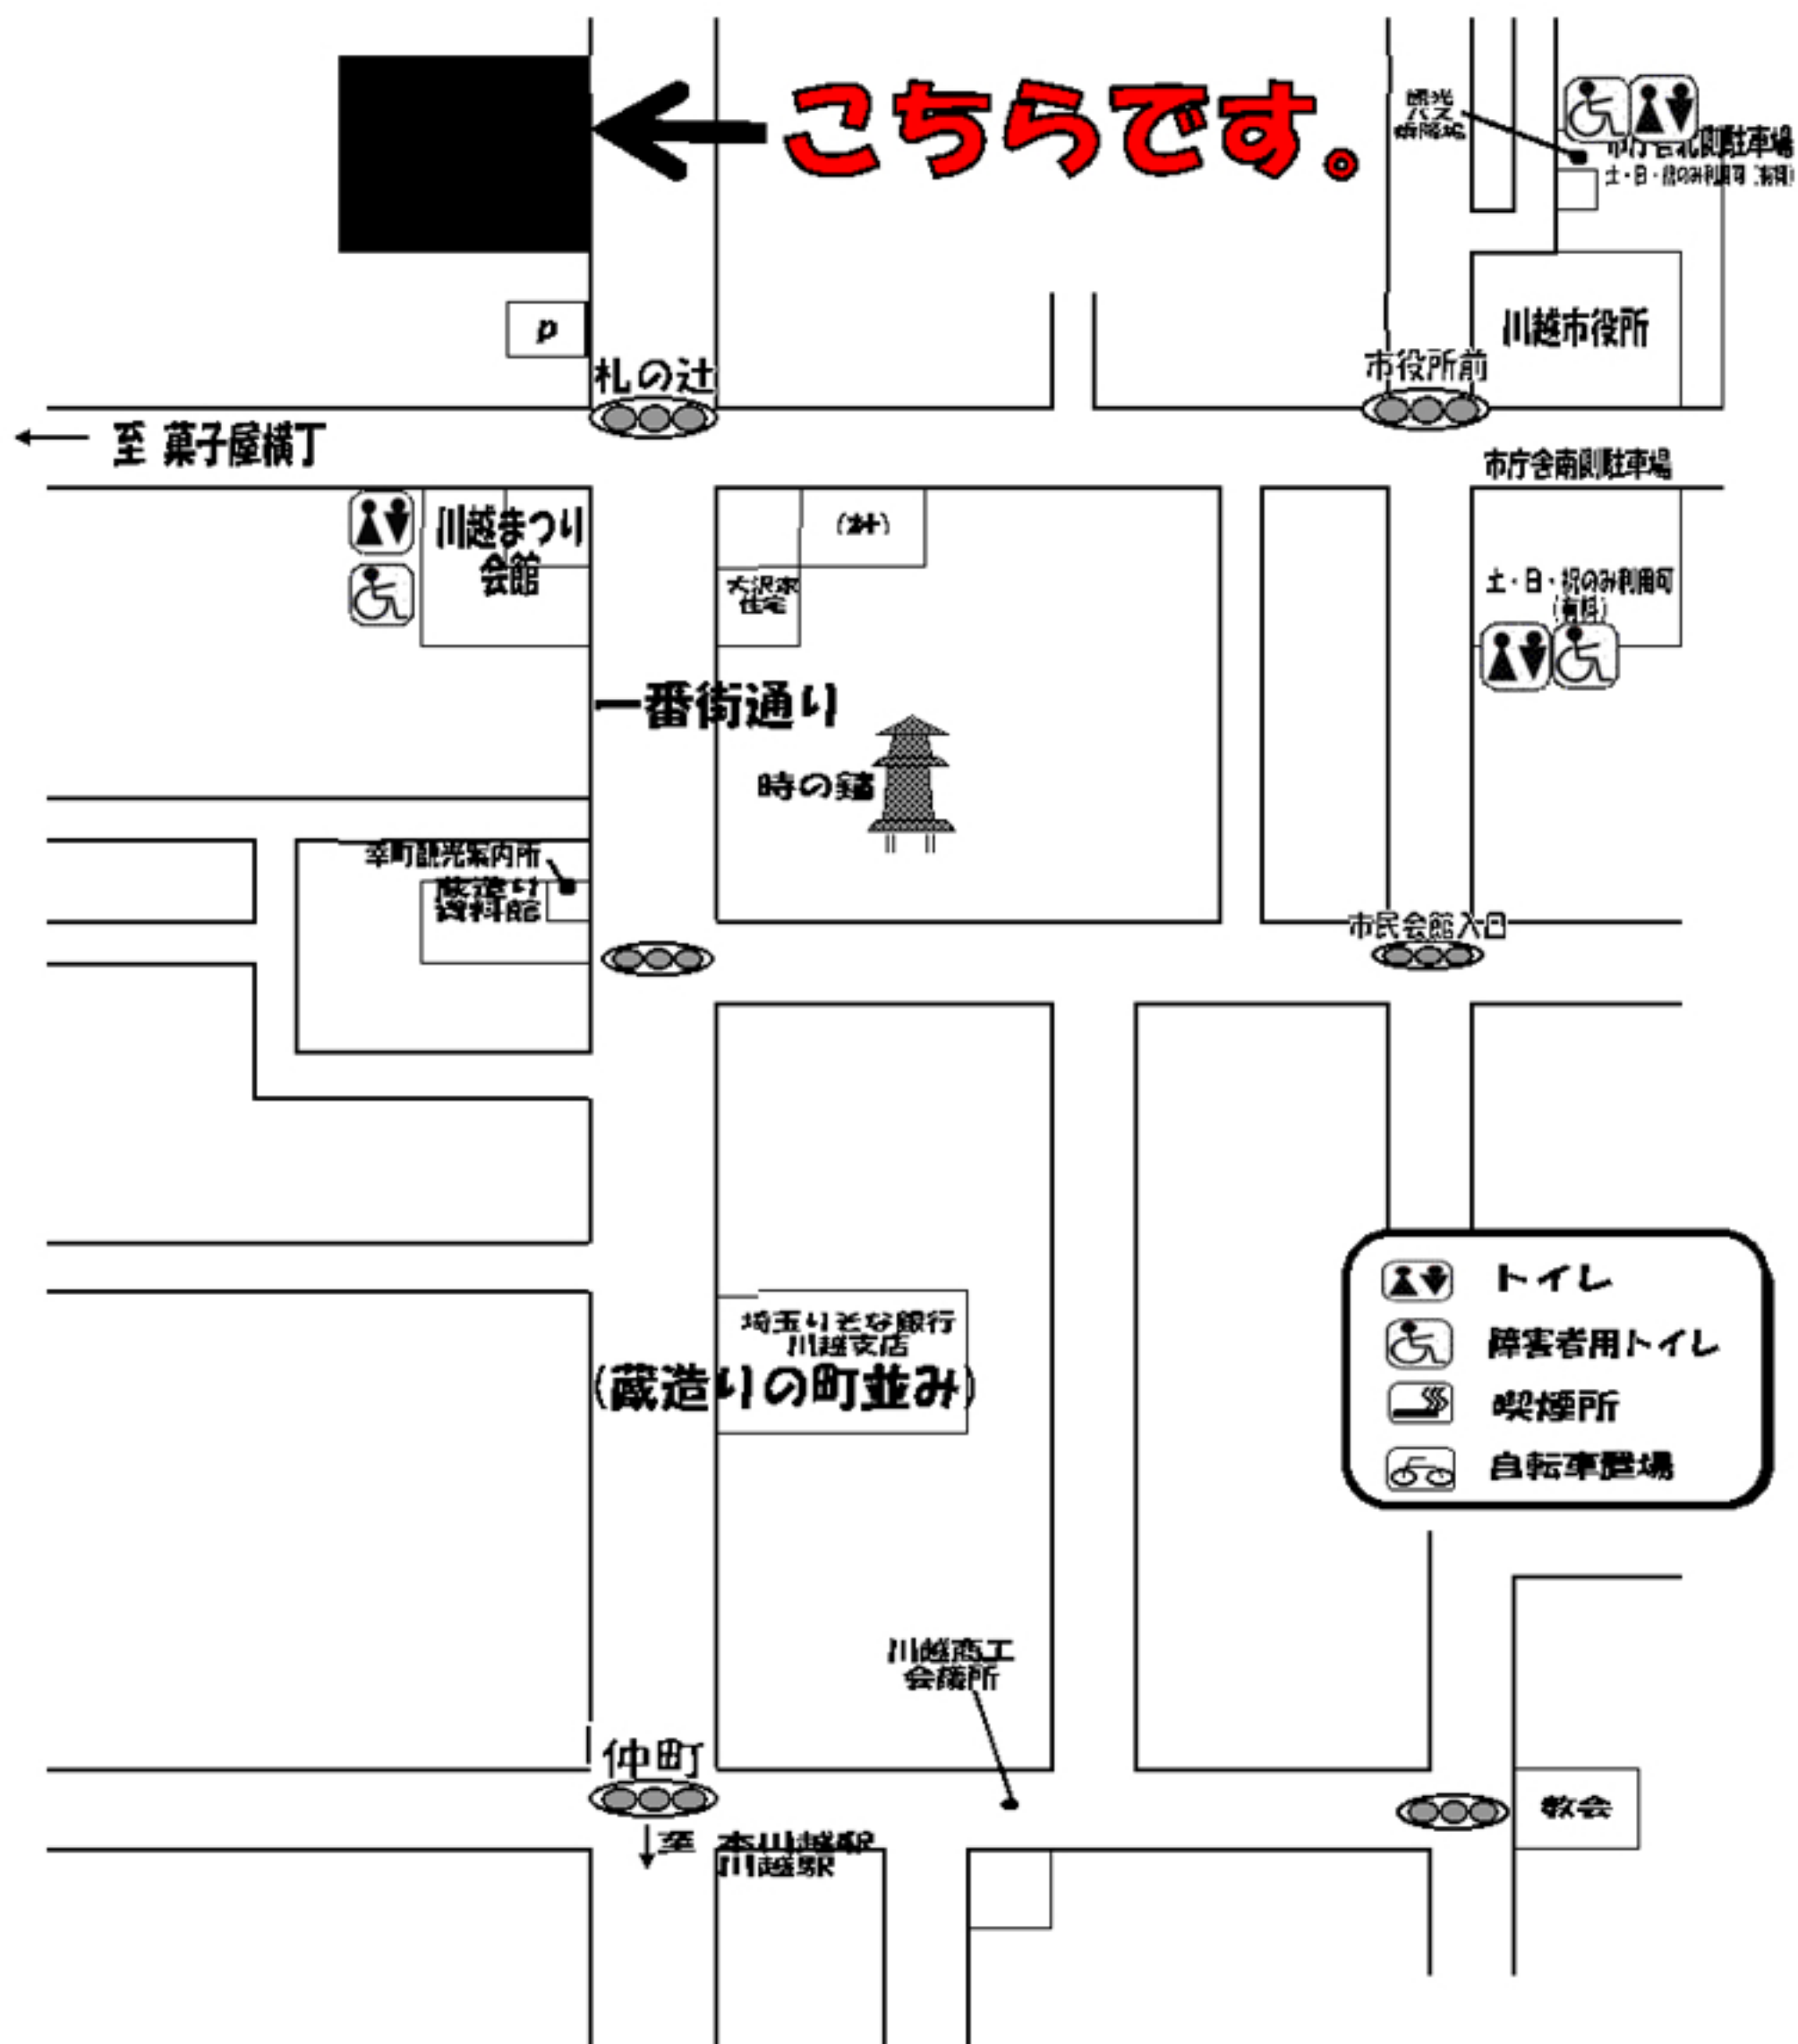 こちらです。
観光
バス
乗降場
市庁舎北側駐車場
土・日・祝のみ利用可(有料)
P
川越市役所
札の辻
市役所前
至 菓子屋横丁
市庁舎南側駐車場
川越まつり
会館
大沢家
住宅
土・日・祝のみ利用可
(有料)
一番街通り
時の鐘
幸町観光案内所
蔵造り
資料館
市民会館入口
埼玉りそな銀行
川越支店
(蔵造りの町並み)
トイレ
障害者用トイレ
喫煙所
自転車置場
川越商工
会議所
仲町
教会
至 本川越駅
川越駅